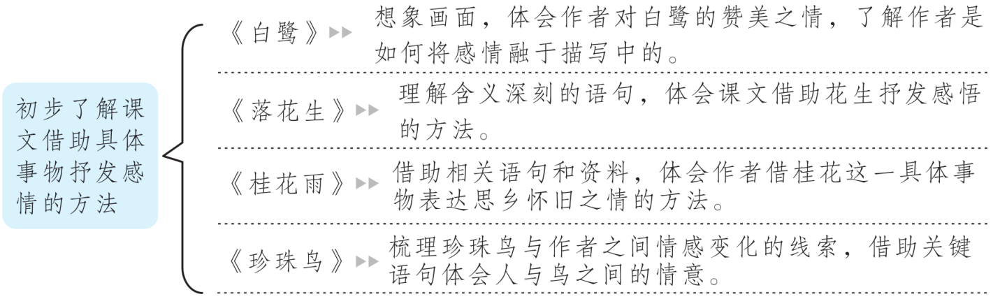 初步了解课
文借助具体
事物抒发感
情的方法
《白鹭》
想象画面，体会作者对白鹭的赞美之情，了解作者是
如何将感情融于描写中的。
《落花生》
理解含义深刻的语句，体会课文借助花生抒发感悟
的方法。
《桂花雨》
借助相关语句和资料，体会作者借桂花这一具体事
物表达思乡怀旧之情的方法。
《珍珠鸟》
梳理珍珠鸟与作者之间情感变化的线索，借助关键
语句体会人与鸟之间的情意。